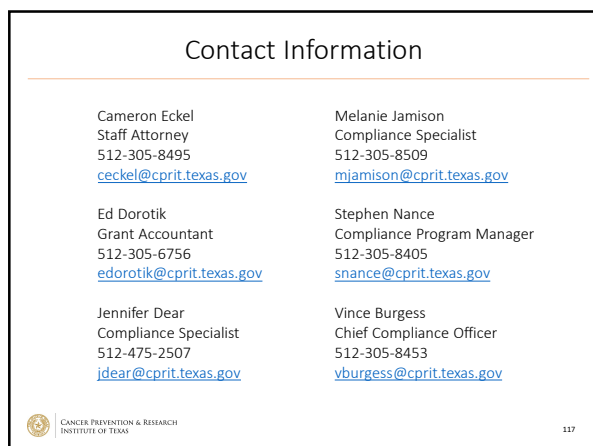 Contact Information
Cameron Eckel
Staff Attorney
512-305-8495
ceckel@cprit.texas.gov
Melanie Jamison
Compliance Specialist
512-305-8509
mjamison@cprit.texas.gov
Ed Dorotik
Grant Accountant
512-305-6756
edorotik@cprit.texas.gov
Stephen Nance
Compliance Program Manager
512-305-8405
snance@cprit.texas.gov
Jennifer Dear
Compliance Specialist
512-475-2507
jdear@cprit.texas.gov
Vince Burgess
Chief Compliance Officer
512-305-8453
vburgess@cprit.texas.gov
CANCER PREVENTION & RESEARCH
INSTITUTE OF TEXAS
117